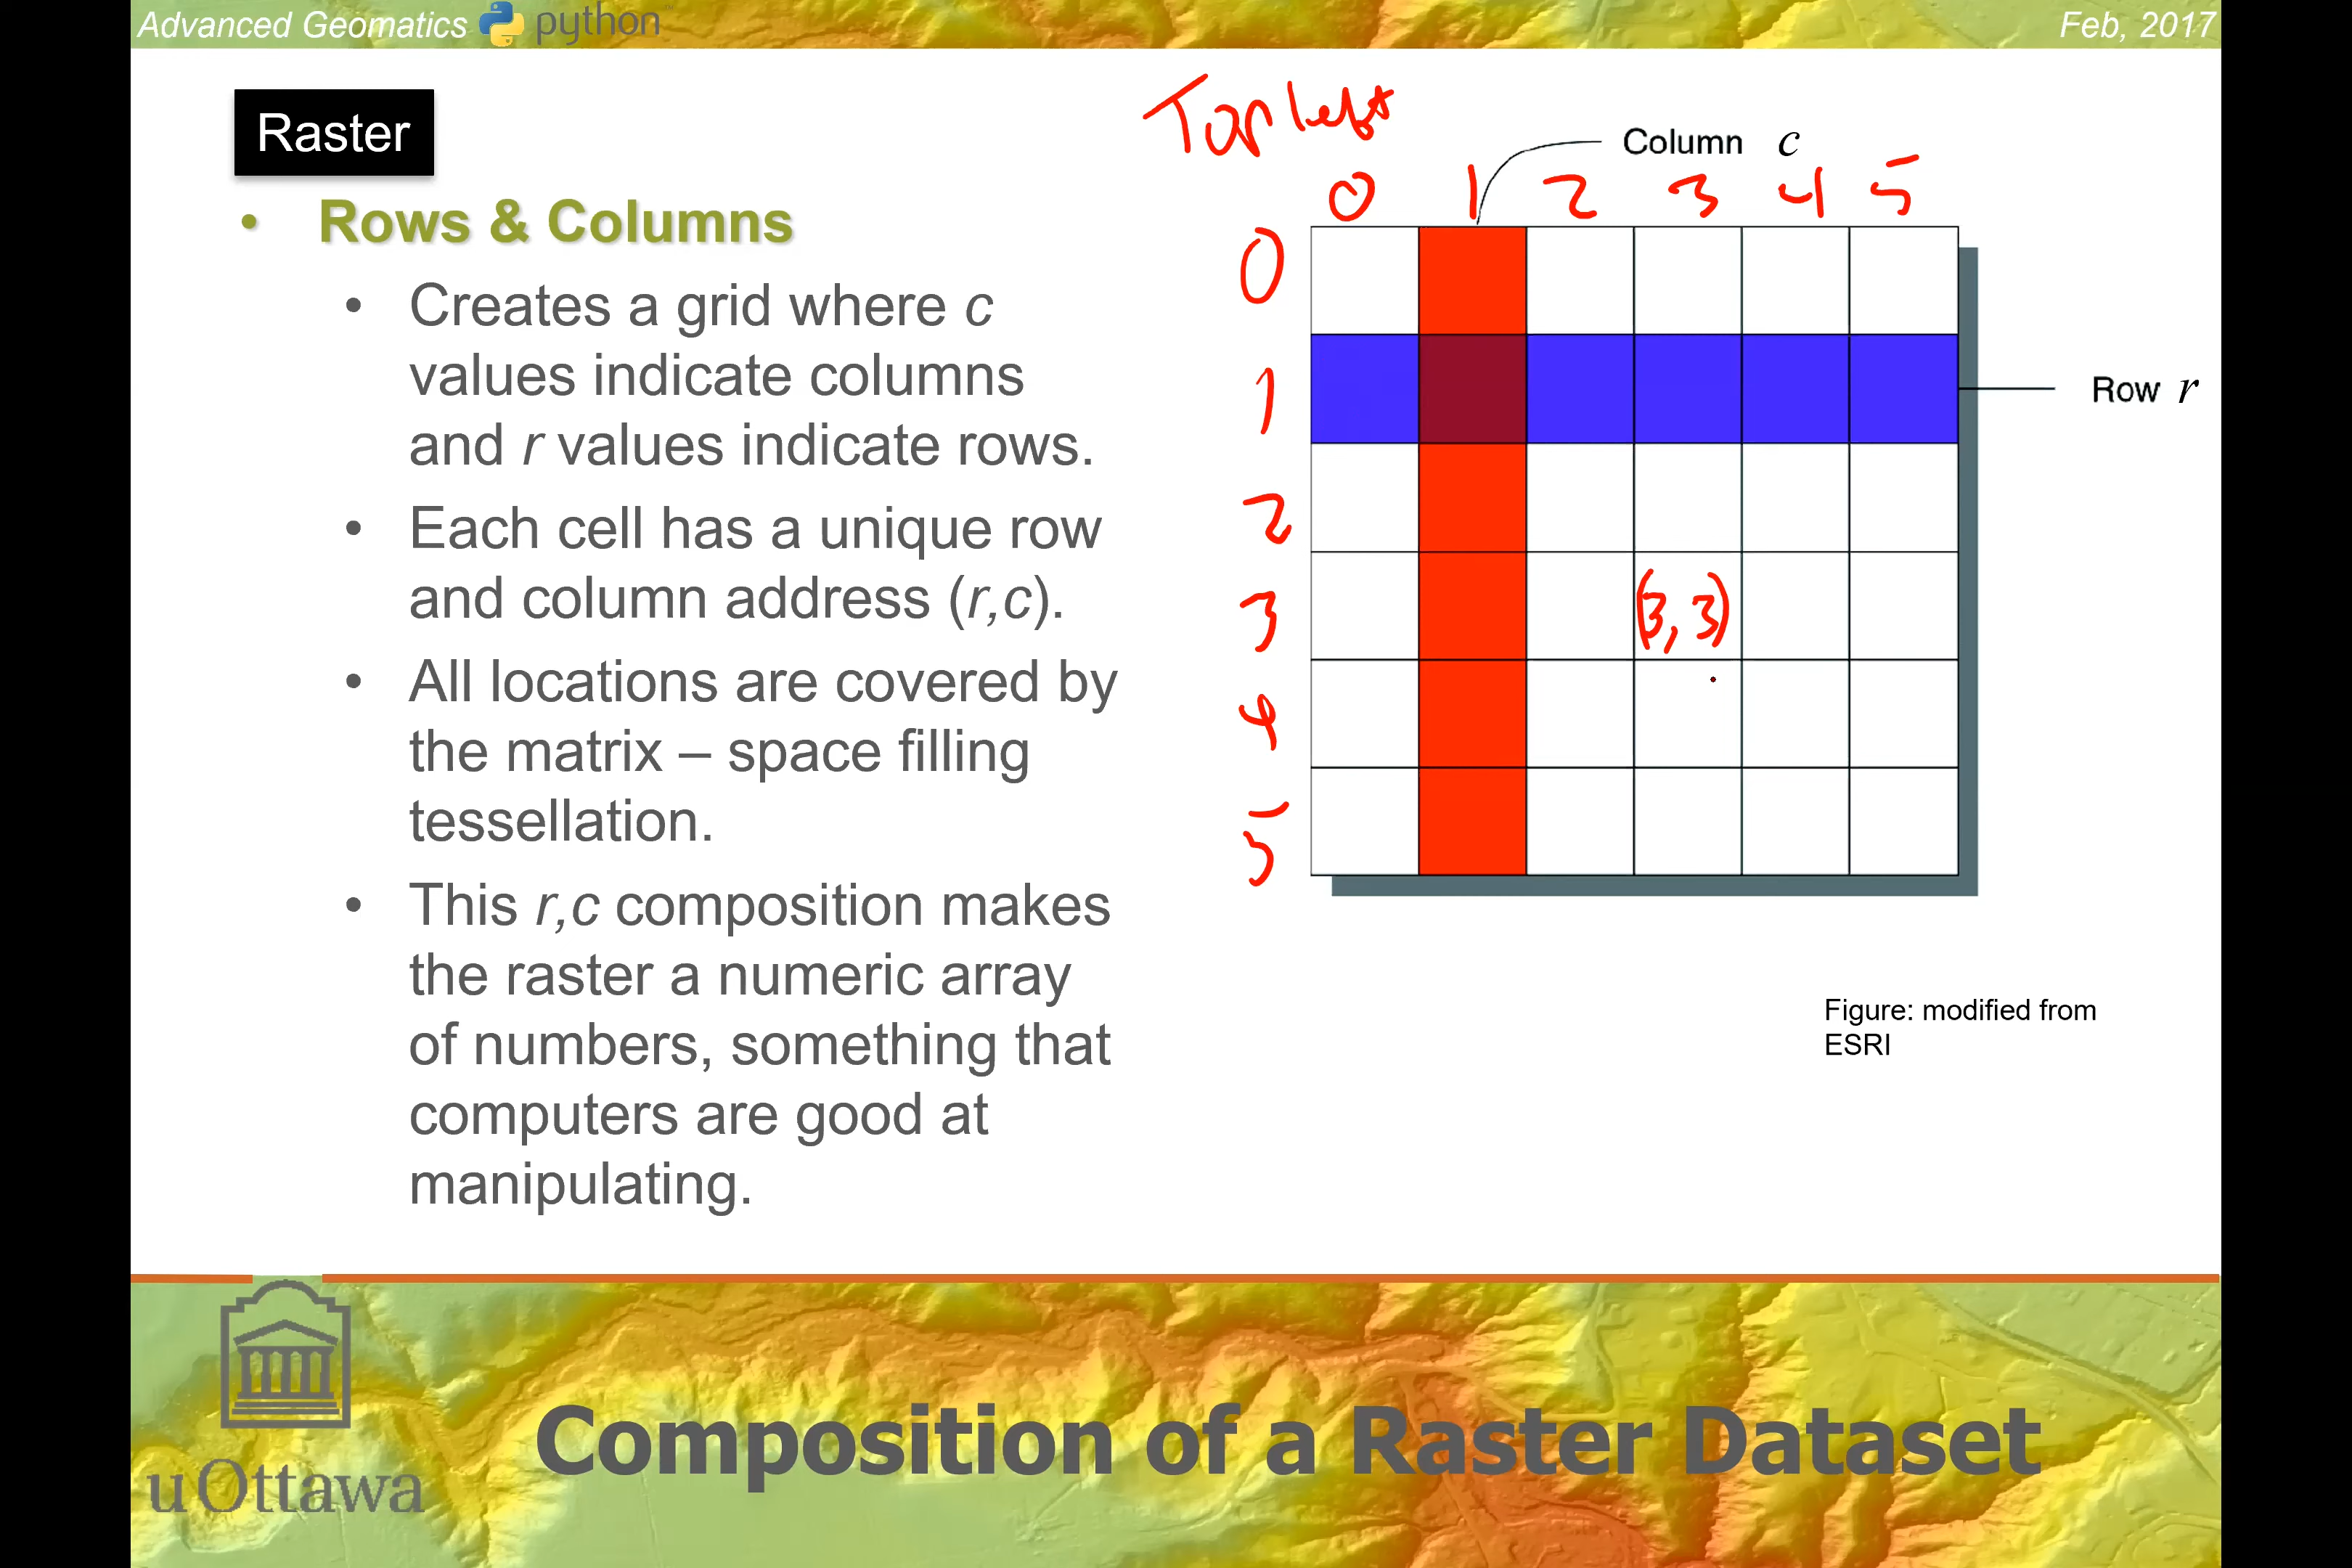 Advanced Geomatics python
Feb, 2017
Raster
• Rows & Columns
• Creates a grid where c
values indicate columns
and r values indicate rows.
• Each cell has a unique row
and column address (r,c).
• All locations are covered by
the matrix – space filling
tessellation.
• This r,c composition makes
the raster a numeric array
of numbers, something that
computers are good at
manipulating.
Top left
Column c
0 1 2 3 4 5
0
1
Row r
2
3
(3, 3)
4
5
Figure: modified from
ESRI
uOttawa
Composition of a Raster Dataset